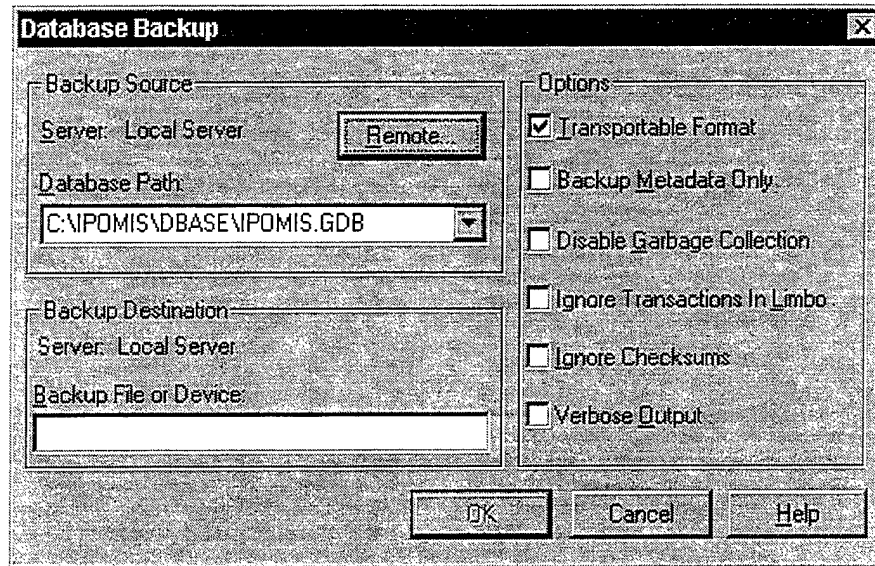 Database Backup
Backup Source
Server: Local Server
Remote...
Database Path:
C:\IPOMIS\DBASE\IPOMIS.GDB
Backup Destination
Server: Local Server
Backup File or Device:
Options
Transportable Format
Backup Metadata Only
Disable Garbage Collection
Ignore Transactions In Limbo
Ignore Checksums
Verbose Output
OK
Cancel
Help